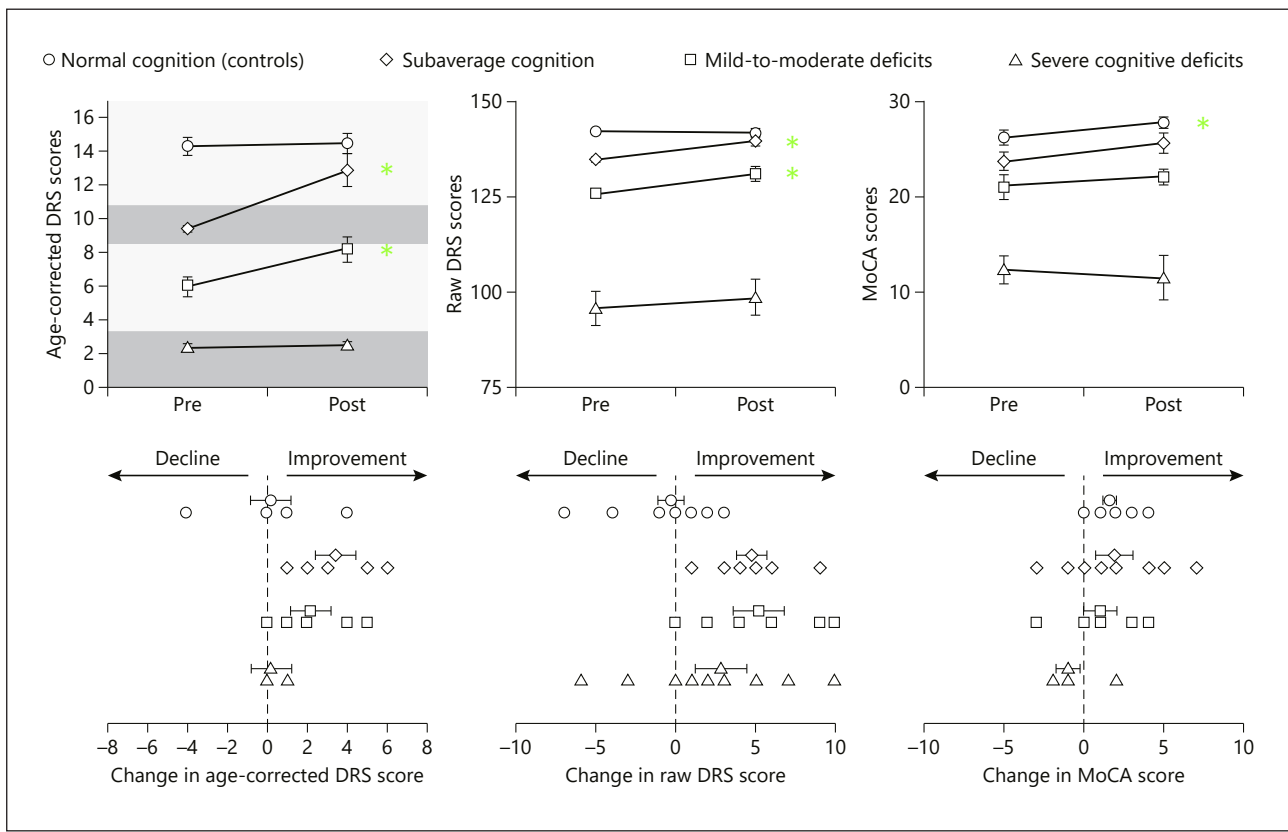 Normal cognition (controls)
Subaverage cognition
Mild-to-moderate deficits
Severe cognitive deficits
Age-corrected DRS scores
16
14
12
10
8
6
4
2
0
Pre
Post
*
*
Raw DRS scores
150
125
100
75
Pre
Post
*
*
MoCA scores
30
20
10
0
Pre
Post
*
Decline
Improvement
–8
–6
–4
–2
0
2
4
6
8
Change in age-corrected DRS score
Decline
Improvement
–10
–5
0
5
10
Change in raw DRS score
Decline
Improvement
–10
–5
0
5
10
Change in MoCA score